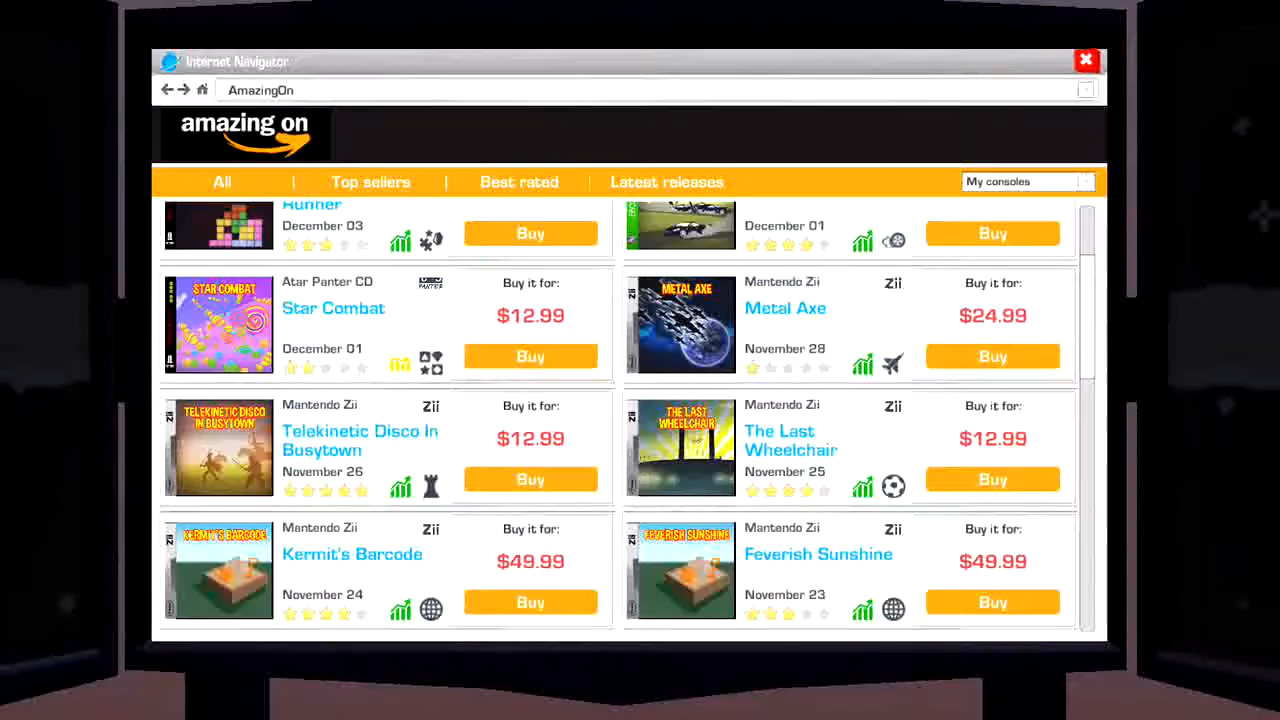 Internet Navigator
AmazingOn
amazing on
All | Top sellers | Best rated | Latest releases
My consoles
Runner
December 03
Buy
December 01
Buy
STAR COMBAT
Atar Panter CD
PANTER
Star Combat
December 01
Buy it for:
$12.99
Buy
METAL AXE
Mantendo Zii
Zii
Metal Axe
November 28
Buy it for:
$24.99
Buy
Zii
TELEKINETIC DISCO
IN BUSYTOWN
Mantendo Zii
Zii
Telekinetic Disco In
Busytown
November 26
Buy it for:
$12.99
Buy
Zii
THE LAST
WHEELCHAIR
Mantendo Zii
Zii
The Last
Wheelchair
November 25
Buy it for:
$12.99
Buy
Zii
KERMIT'S BARCODE
Mantendo Zii
Zii
Kermit's Barcode
November 24
Buy it for:
$49.99
Buy
Zii
FEVERISH SUNSHINE
Mantendo Zii
Zii
Feverish Sunshine
November 23
Buy it for:
$49.99
Buy